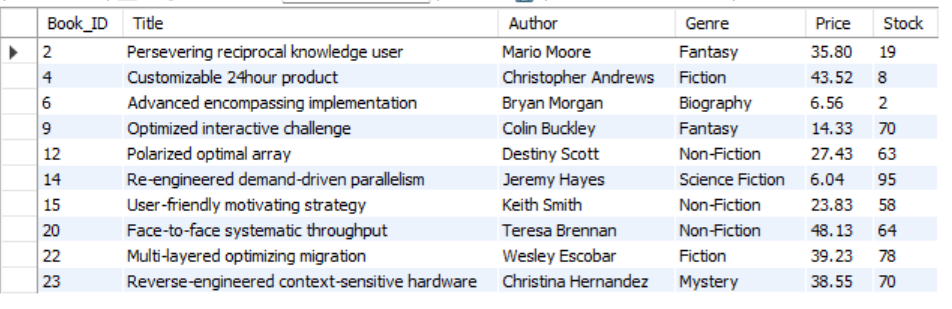 Book_ID Title Author Genre Price Stock
2 Persevering reciprocal knowledge user Mario Moore Fantasy 35.80 19
4 Customizable 24hour product Christopher Andrews Fiction 43.52 8
6 Advanced encompassing implementation Bryan Morgan Biography 6.56 2
9 Optimized interactive challenge Colin Buckley Fantasy 14.33 70
12 Polarized optimal array Destiny Scott Non-Fiction 27.43 63
14 Re-engineered demand-driven parallelism Jeremy Hayes Science Fiction 6.04 95
15 User-friendly motivating strategy Keith Smith Non-Fiction 23.83 58
20 Face-to-face systematic throughput Teresa Brennan Non-Fiction 48.13 64
22 Multi-layered optimizing migration Wesley Escobar Fiction 39.23 78
23 Reverse-engineered context-sensitive hardware Christina Hernandez Mystery 38.55 70